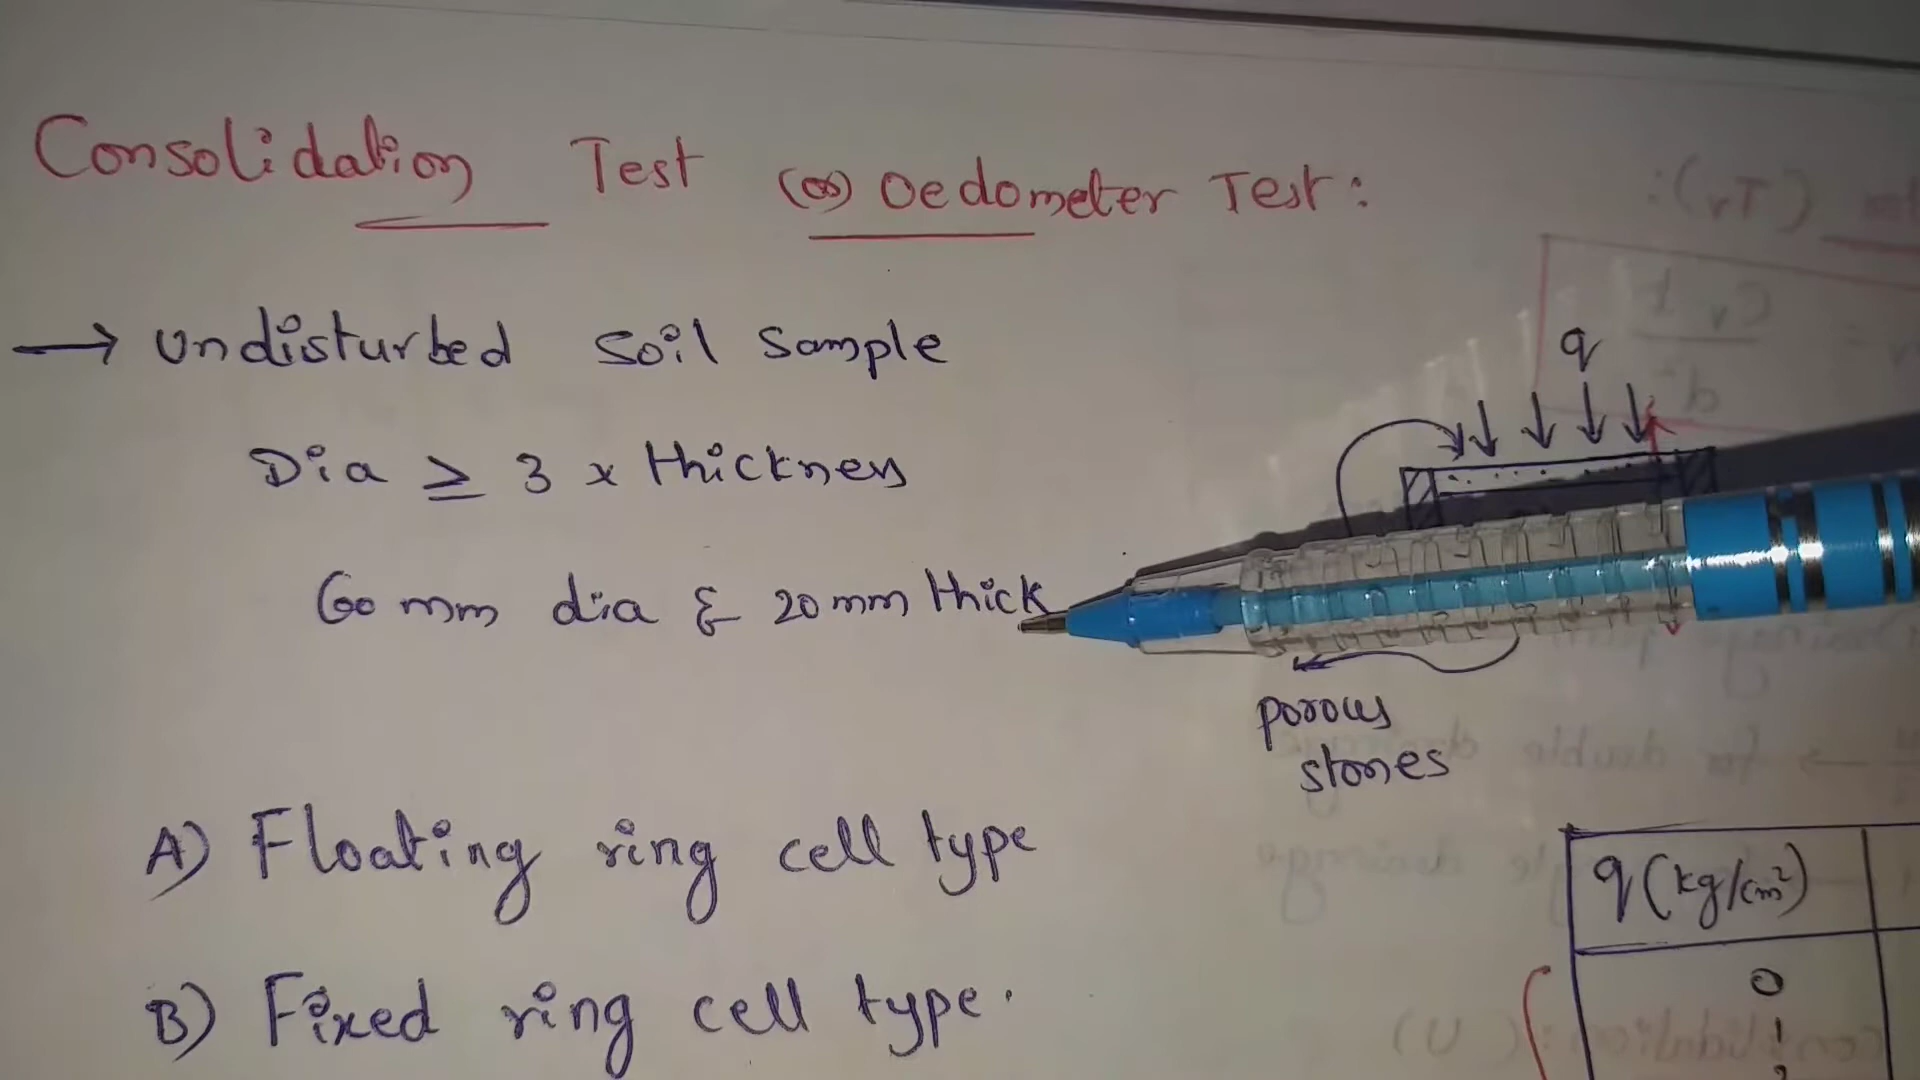 Consolidation Test (or) Oedometer Test:
→ Undisturbed soil sample
Dia ≥ 3 x thickness
60 mm dia & 20 mm thick
q
porous
stones
A) Floating ring cell type
B) Fixed ring cell type.
q (kg/cm²)
0
1